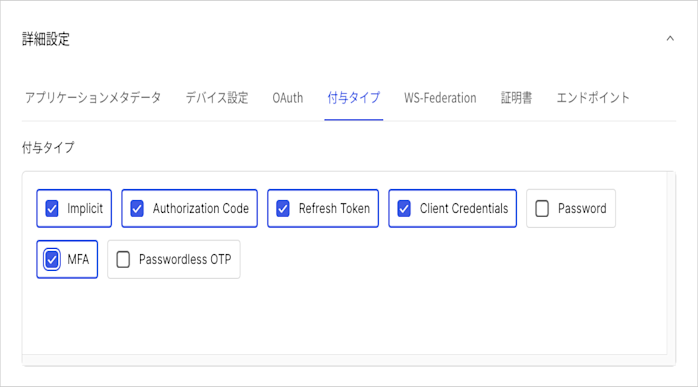 詳細設定
アプリケーションメタデータ デバイス設定 OAuth 付与タイプ WS-Federation 証明書 エンドポイント
付与タイプ
Implicit Authorization Code Refresh Token Client Credentials Password
MFA Passwordless OTP